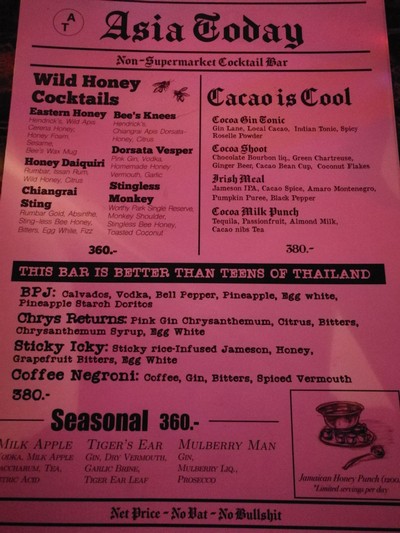 A
T
Asia Today
Non-Supermarket Cocktail Bar
Wild Honey
Cocktails
Eastern Honey
Hendrick's, Wild Apis
Cerana Honey,
Honey Foam,
Sesame,
Bee's Wax Mug
Honey Daiquiri
Rumbar, Issan Rum,
Wild Honey, Citrus
Chiangrai
Sting
Rumbar Gold, Absinthe,
Sting-less Bee Honey,
Bitters, Egg White, Fizz
Bee's Knees
Hendrick's,
Chiangrai Apis Dorsata-
Honey, Citrus
Dorsata Vesper
Pink Gin, Vodka,
Homemade Honey
Vermouth, Garlic
Stingless
Monkey
Worthy Park Single Reserve,
Monkey Shoulder,
Stingless Bee Honey,
Toasted Coconut
360.-
Cacao is Cool
Cocoa Gin Tonic
Gin Lane, Local Cacao, Indian Tonic, Spicy
Roselle Powder
Cocoa Shoot
Chocolate Bourbon liq., Green Chartreuse,
Ginger Beer, Cacao Bean Cup, Coconut Flakes
Irish Meal
Jameson IPA, Cacao Spice, Amaro Montenegro,
Pumpkin Puree, Black Pepper
Cocoa Milk Punch
Tequila, Passionfruit, Almond Milk,
Cacao nibs Tea
380.-
THIS BAR IS BETTER THAN TEENS OF THAILAND
BPJ: Calvados, Vodka, Bell Pepper, Pineapple, Egg white,
Pineapple Starch Doritos
Chrys Returns: Pink Gin Chrysanthemum, Citrus, Bitters,
Chrysanthemum Syrup, Egg White
Sticky Icky: Sticky rice-Infused Jameson, Honey,
Grapefruit Bitters, Egg White
Coffee Negroni: Coffee, Gin, Bitters, Spiced Vermouth
380.-
Seasonal 360.-
Milk Apple
Vodka, Milk Apple
Saccharum, Tea,
Citric Acid
Tiger's Ear
Gin, Dry Vermouth,
Garlic Brine,
Tiger Ear Leaf
Mulberry Man
Gin,
Mulberry Liq.,
Prosecco
Jamaican Honey Punch
*Limited servings per day
Net Price - No Vat - No Bullshit